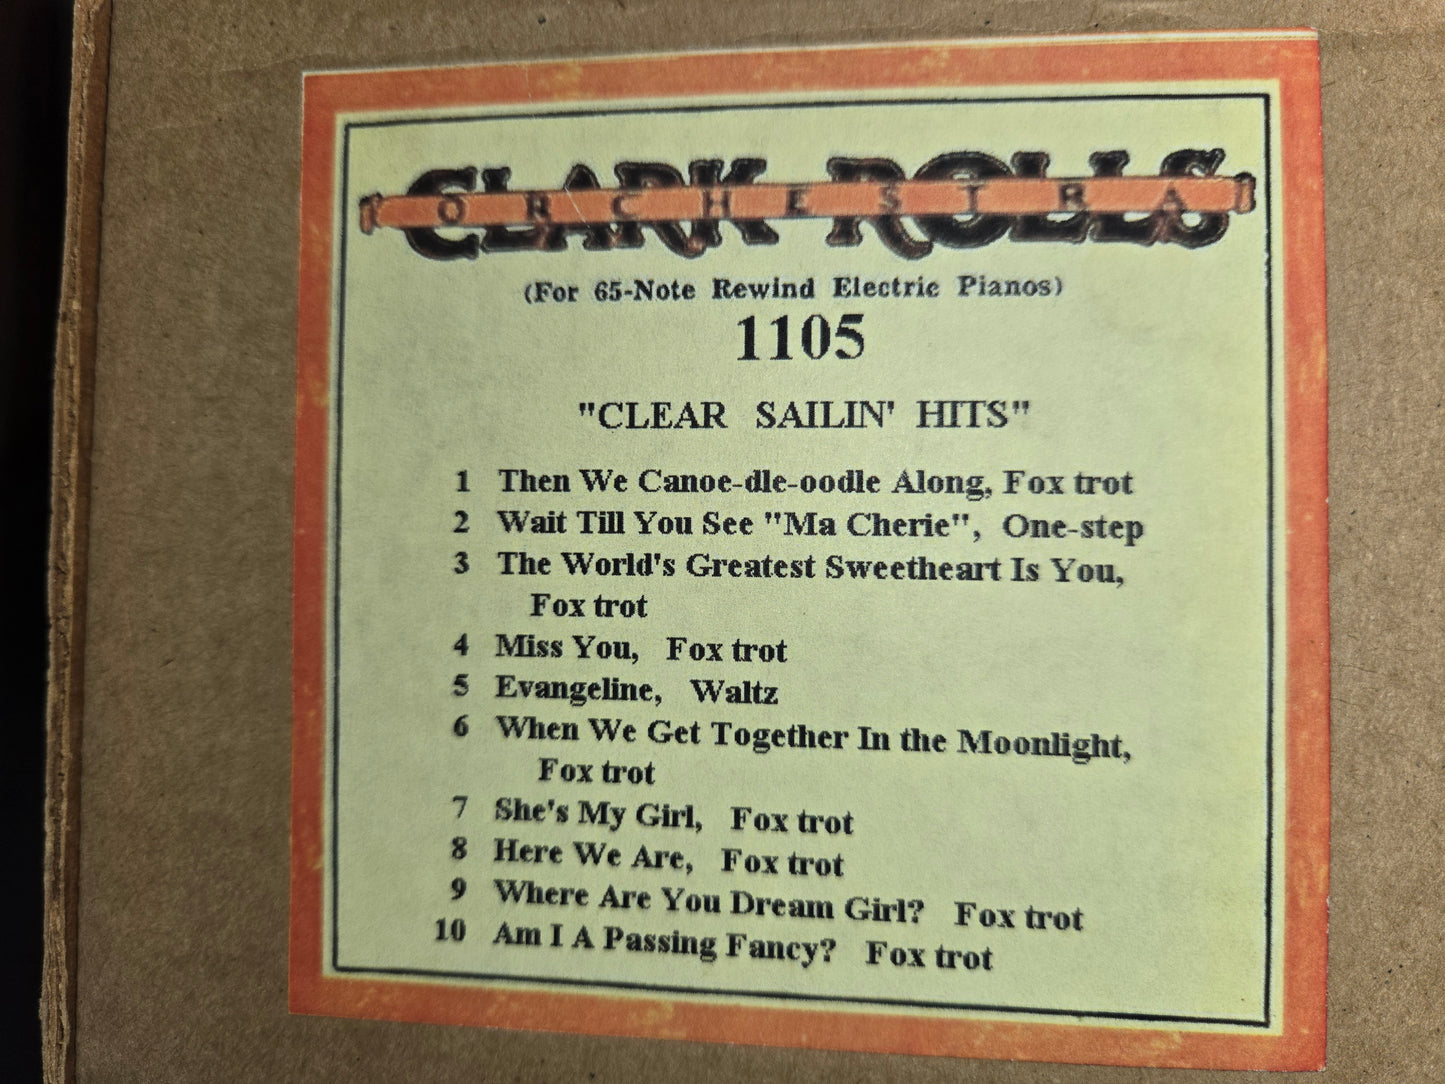 CLARK ROLLS
ORCHESTRA
(For 65-Note Rewind Electric Pianos)
1105
"CLEAR SAILIN' HITS"
1 Then We Canoe-dle-oodle Along, Fox trot
2 Wait Till You See "Ma Cherie", One-step
3 The World's Greatest Sweetheart Is You,
Fox trot
4 Miss You, Fox trot
5 Evangeline, Waltz
6 When We Get Together In the Moonlight,
Fox trot
7 She's My Girl, Fox trot
8 Here We Are, Fox trot
9 Where Are You Dream Girl? Fox trot
10 Am I A Passing Fancy? Fox trot